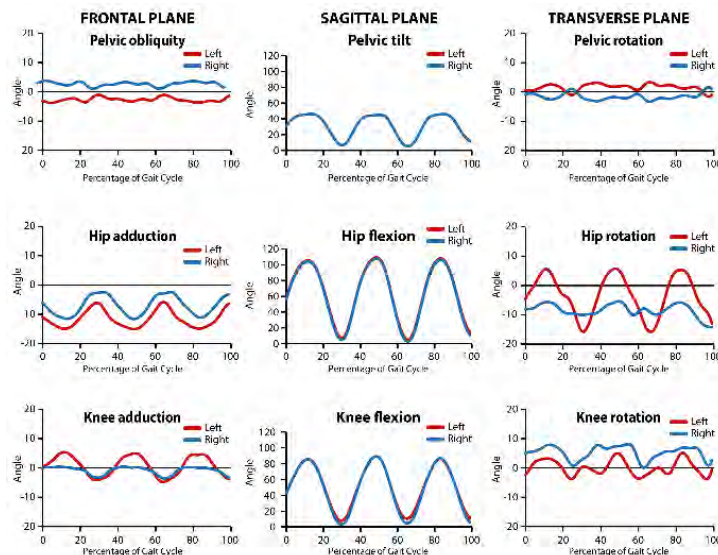 FRONTAL PLANE
Pelvic obliquity
Left
Right
Angle
20
10
0
-10
20
0 20 40 60 80 100
Percentage of Gait Cycle
SAGITTAL PLANE
Pelvic tilt
Left
Right
Angle
120
100
80
60
40
20
0
0 20 40 60 80 100
Percentage of Gait Cycle
TRANSVERSE PLANE
Pelvic rotation
Left
Right
Angle
20
10
0
-10
20
0 20 40 60 80 100
Percentage of Gait Cycle
Hip adduction
Left
Right
Angle
20
10
0
-10
-20
0 20 40 60 80 100
Percentage of Gait Cycle
Hip flexion
Left
Right
Angle
120
100
80
60
40
20
0
0 20 40 60 80 100
Percentage of Gait Cycle
Hip rotation
Left
Right
Angle
20
10
0
-10
-20
0 20 40 60 80 100
Percentage of Gait Cycle
Knee adduction
Left
Right
Angle
20
10
0
-10
20
0 20 40 60 80 100
Percentage of Gait Cycle
Knee flexion
Left
Right
Angle
120
100
80
60
40
20
0
0 20 40 60 80 100
Percentage of Gait Cycle
Knee rotation
Left
Right
Angle
20
10
0
-10
20
0 20 40 60 80 100
Percentage of Gait Cycle